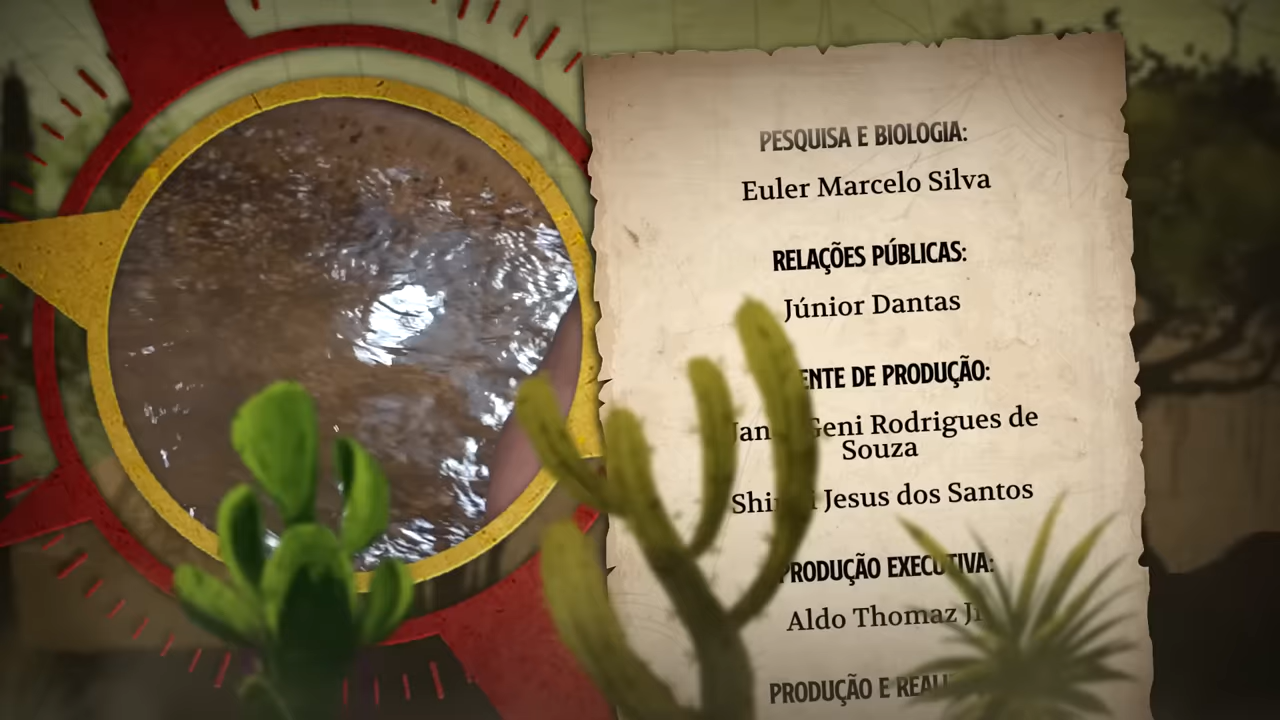 PESQUISA E BIOLOGIA:
Euler Marcelo Silva
RELAÇÕES PÚBLICAS:
Júnior Dantas
DE PRODUÇÃO:
Geni Rodrigues de
Souza
Jesus dos Santos
PRODUÇÃO EXECUTIVA:
Aldo Thomaz
PRODUÇÃO E